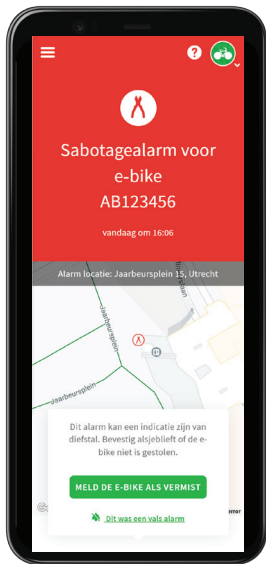 ?
Sabotagealarm voor
e-bike
AB123456
vandaag om 16:06
Alarm locatie: Jaarbeursplein 15, Utrecht
Jaarbeursplein
Jaarbeursplein
Dit alarm kan een indicatie zijn van
diefstal. Bevestig alsjeblieft of de e-
bike niet is gestolen.
MELD DE E-BIKE ALS VERMIST
Dit was een vals alarm
error